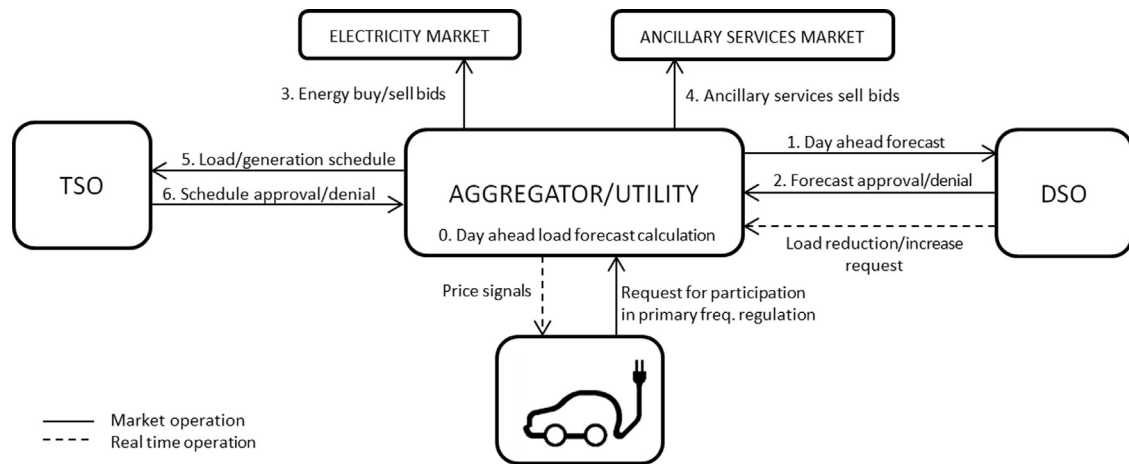 ELECTRICITY MARKET
ANCILLARY SERVICES MARKET
3. Energy buy/sell bids
4. Ancillary services sell bids
TSO
5. Load/generation schedule
6. Schedule approval/denial
AGGREGATOR/UTILITY
0. Day ahead load forecast calculation
1. Day ahead forecast
2. Forecast approval/denial
Load reduction/increase
request
DSO
Price signals
Request for participation
in primary freq. regulation
Market operation
Real time operation